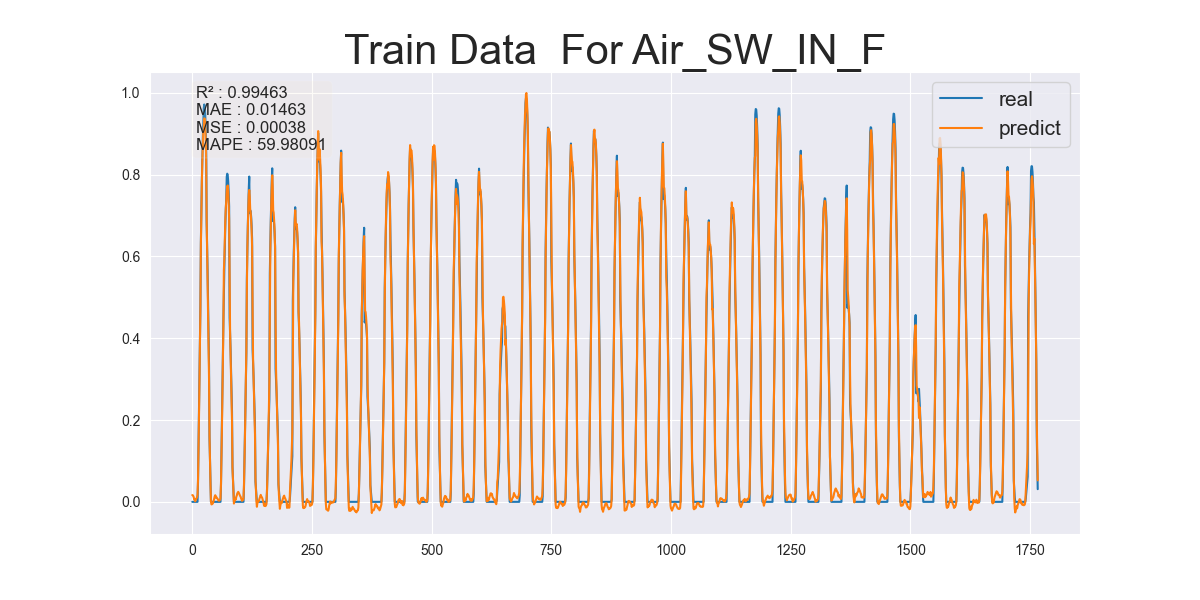 Train Data  For Air_SW_IN_F
R² : 0.99463
MAE : 0.01463
MSE : 0.00038
MAPE : 59.98091
real
predict
1.0
0.8
0.6
0.4
0.2
0.0
0 250 500 750 1000 1250 1500 1750